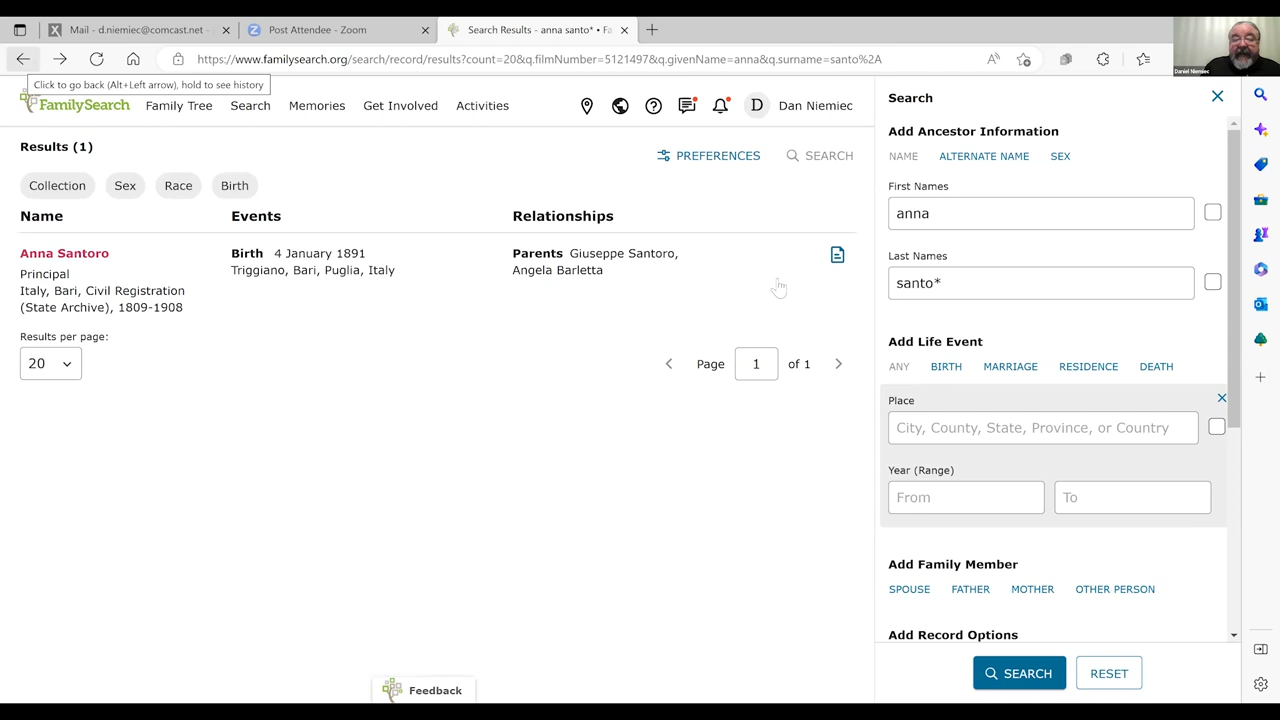 Mail - d.niemiec@comcast.net -
Post Attendee - Zoom
Search Results - anna santo* • Fa
https://www.familysearch.org/search/record/results?count=20&q.filmNumber=5121497&q.givenName=anna&q.surname=santo%2A
Daniel Niemiec
Click to go back (Alt+Left arrow), hold to see history
FamilySearch
Family Tree
Search
Memories
Get Involved
Activities
D
Dan Niemiec
Results (1)
PREFERENCES
SEARCH
Collection
Sex
Race
Birth
Name
Events
Relationships
Anna Santoro
Principal
Italy, Bari, Civil Registration
(State Archive), 1809-1908
Birth 4 January 1891
Triggiano, Bari, Puglia, Italy
Parents Giuseppe Santoro,
Angela Barletta
Results per page:
20
Page 1 of 1
Feedback
Search
Add Ancestor Information
NAME
ALTERNATE NAME
SEX
First Names
anna
Last Names
santo*
Add Life Event
ANY
BIRTH
MARRIAGE
RESIDENCE
DEATH
Place
City, County, State, Province, or Country
Year (Range)
From
To
Add Family Member
SPOUSE
FATHER
MOTHER
OTHER PERSON
Add Record Options
SEARCH
RESET